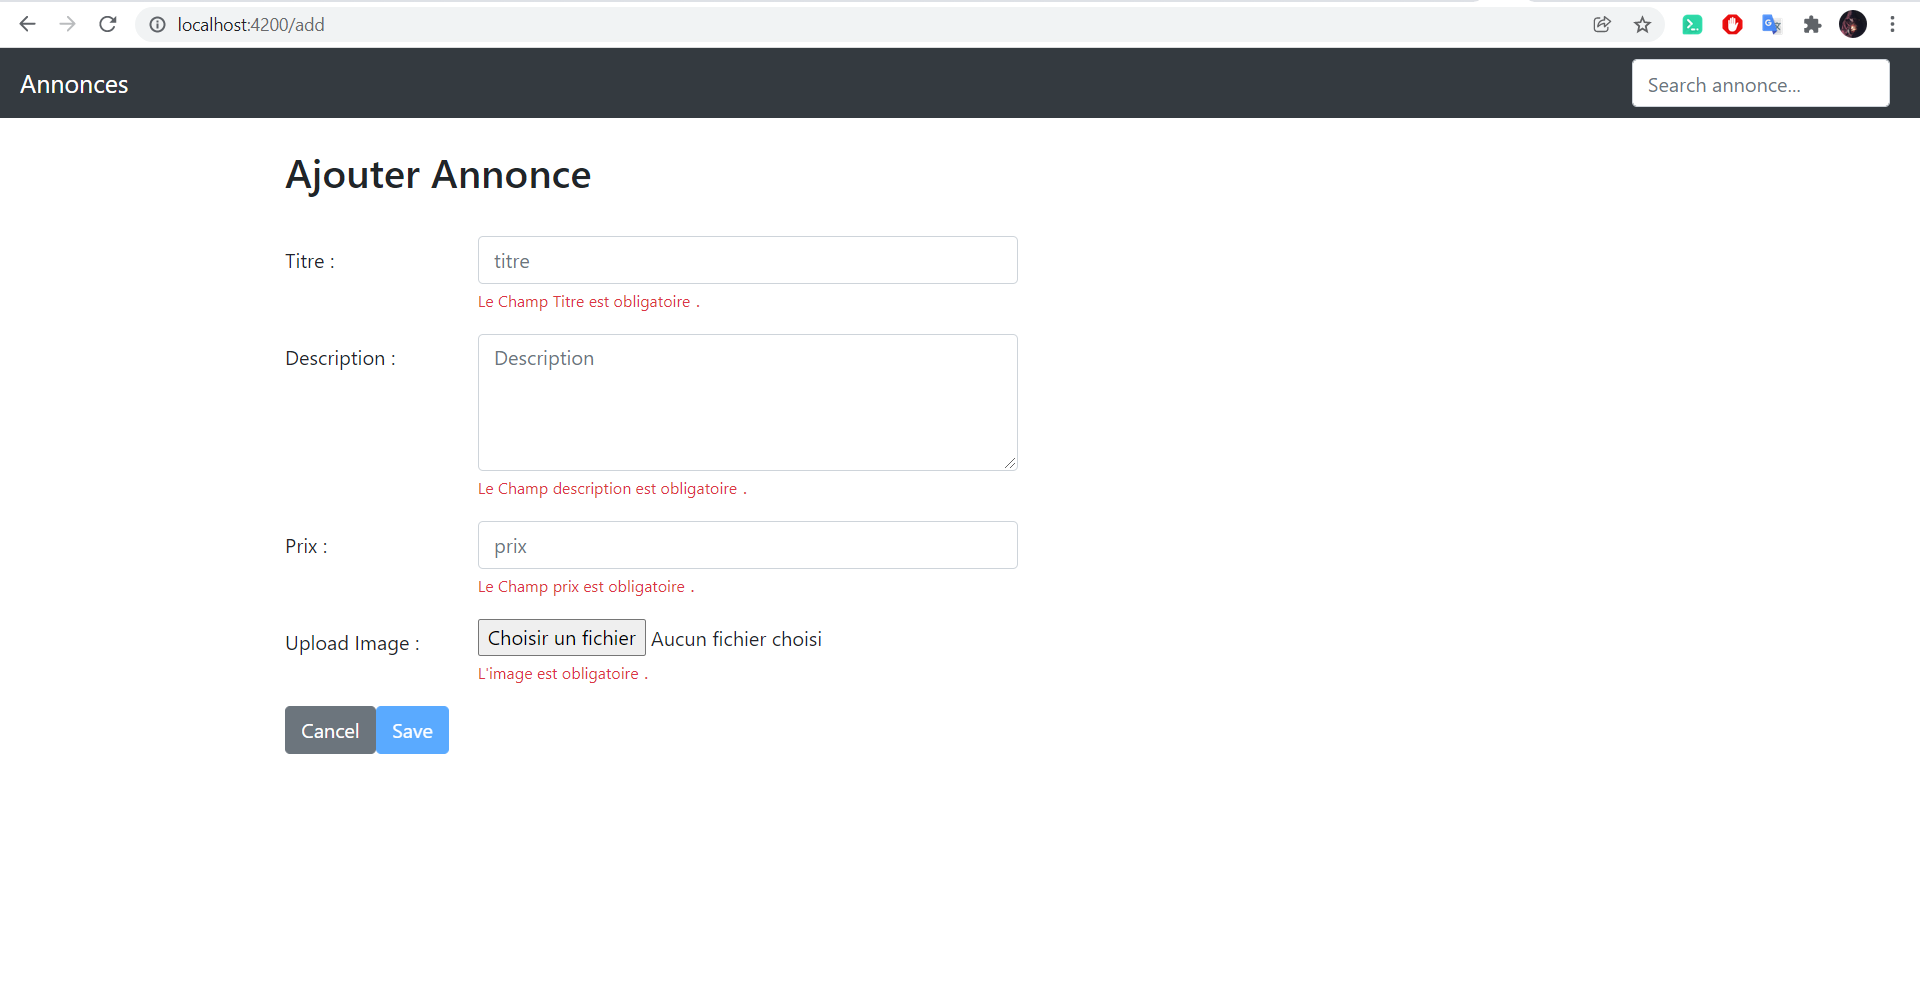 localhost:4200/add
Annonces
Search annonce...
Ajouter Annonce
Titre :
titre
Le Champ Titre est obligatoire .
Description :
Description
Le Champ description est obligatoire .
Prix :
prix
Le Champ prix est obligatoire .
Upload Image :
Choisir un fichier Aucun fichier choisi
L'image est obligatoire .
Cancel Save